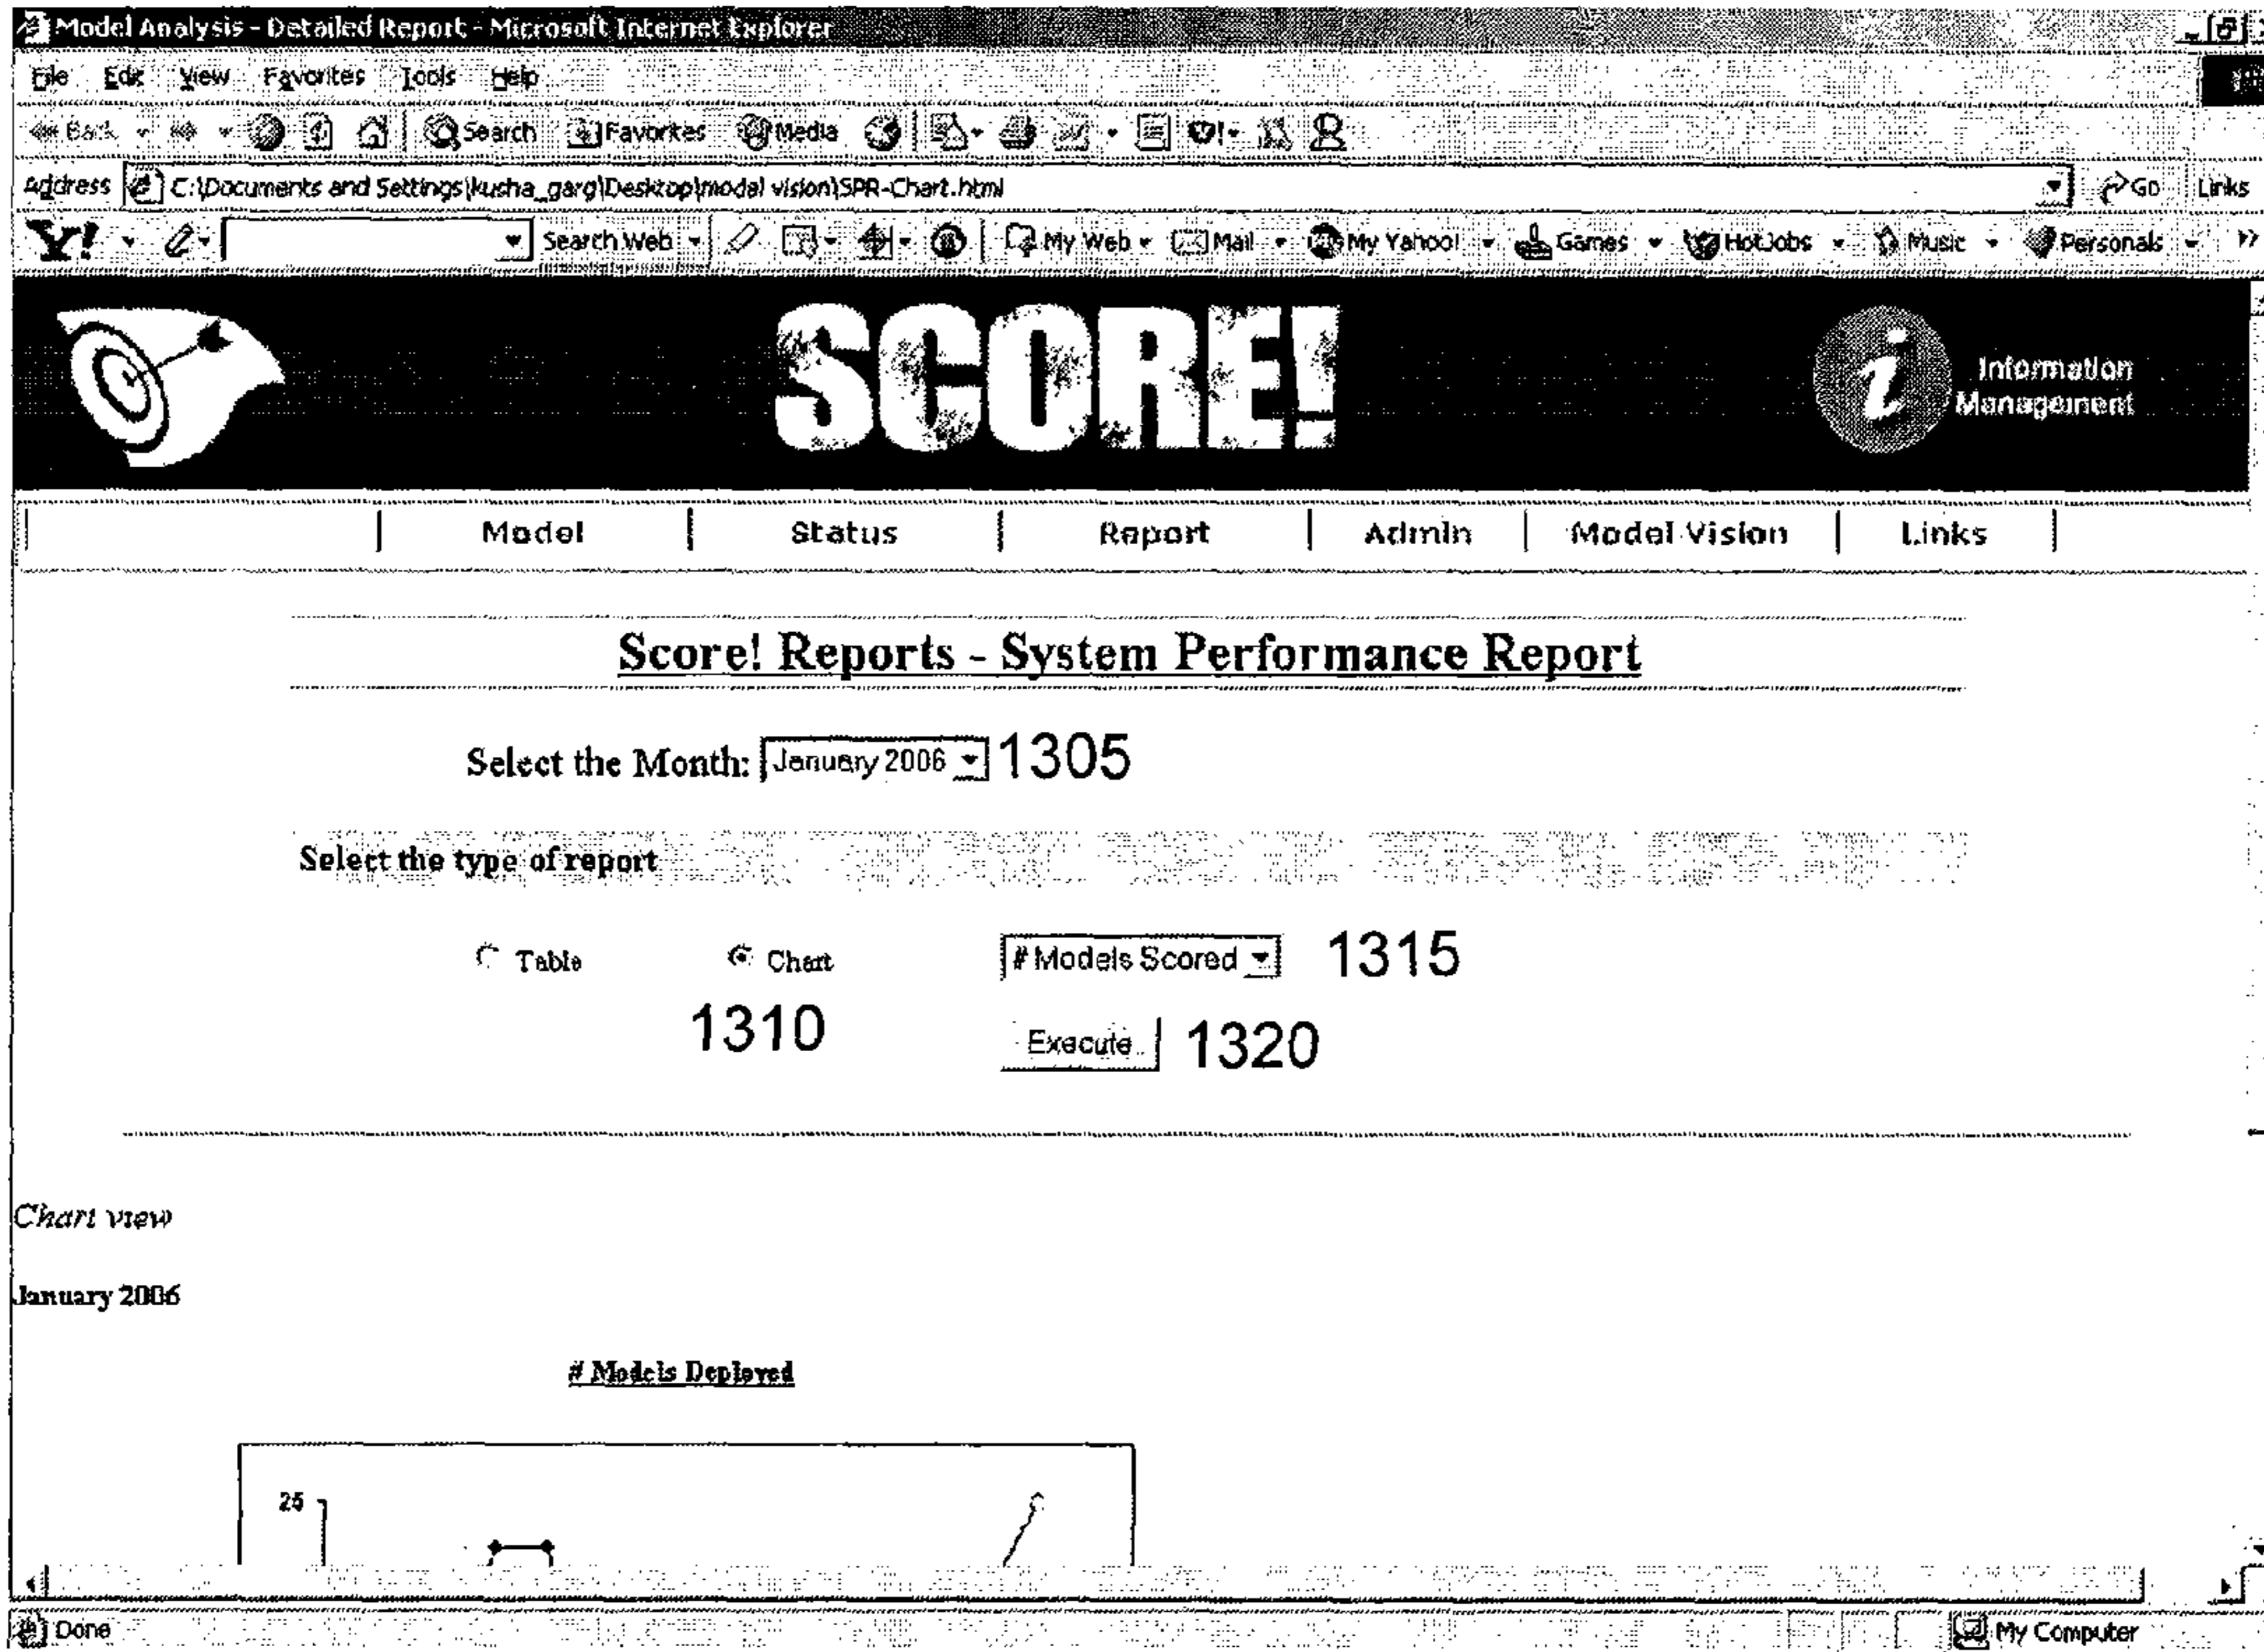 Model Analysis - Detailed Report - Microsoft Internet Explorer
File Edit View Favorites Tools Help
Back Search Favorites Media
Address C:\Documents and Settings\kusha_garg\Desktop\model vision\SPR-Chart.html Go Links
Y! Search Web My Web Mail My Yahoo! Games HotJobs Music Personals >>
SCORE!
i Information Management
Model Status Report Admin Model Vision Links
Score! Reports - System Performance Report
Select the Month: January 2006 1305
Select the type of report
Table Chart # Models Scored 1315
1310 Execute 1320
Chart view
January 2006
# Models Deployed
25
Done My Computer